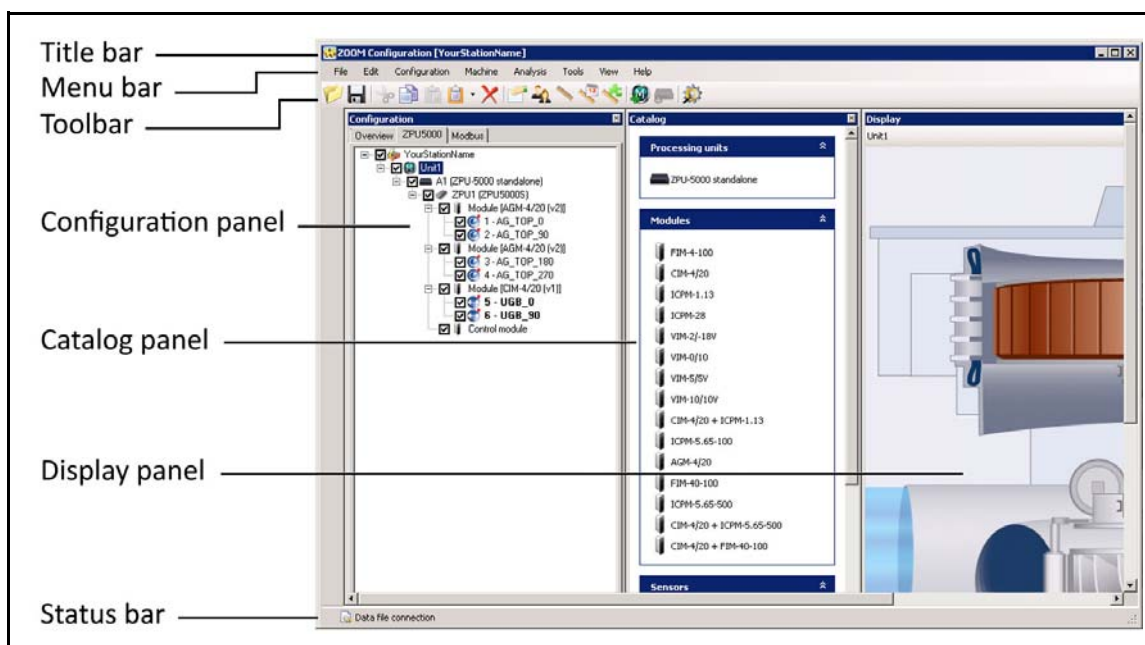 Title bar
Menu bar
Toolbar
Configuration panel
Catalog panel
Display panel
Status bar
ZOOM Configuration [YourStationName]
File Edit Configuration Machine Analysis Tools View Help
Configuration
Overview ZPU5000 Modbus
YourStationName
Unit1
A1 (ZPU-5000 standalone)
ZPU1 (ZPU5000S)
Module [AGM-4/20 (v2)]
1 - AG_TOP_0
2 - AG_TOP_90
Module [AGM-4/20 (v2)]
3 - AG_TOP_180
4 - AG_TOP_270
Module [CIM-4/20 (v1)]
5 - UGB_0
6 - UGB_90
Control module
Catalog
Processing units
ZPU-5000 standalone
Modules
FIM-4-100
CIM-4/20
ICPM-1.13
ICPM-28
VIM-2/-18V
VIM-0/10
VIM-5/5V
VIM-10/10V
CIM-4/20 + ICPM-1.13
ICPM-5.65-100
AGM-4/20
FIM-40-100
ICPM-5.65-500
CIM-4/20 + ICPM-5.65-500
CIM-4/20 + FIM-40-100
Sensors
Display
Unit1
Data file connection